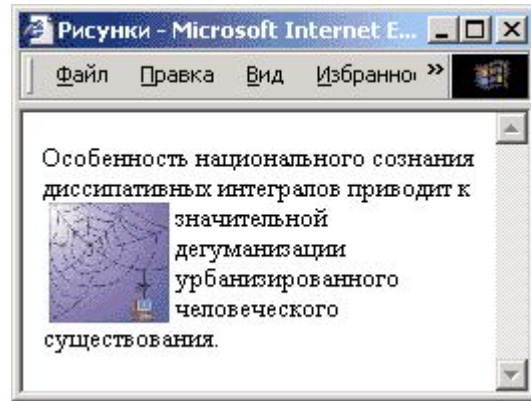 Рисунки - Microsoft Internet E...
Файл Правка Вид Избранно »
Особенность национального сознания
диссипативных интегралов приводит к
значительной
дегуманизации
урбанизированного
человеческого
существования.